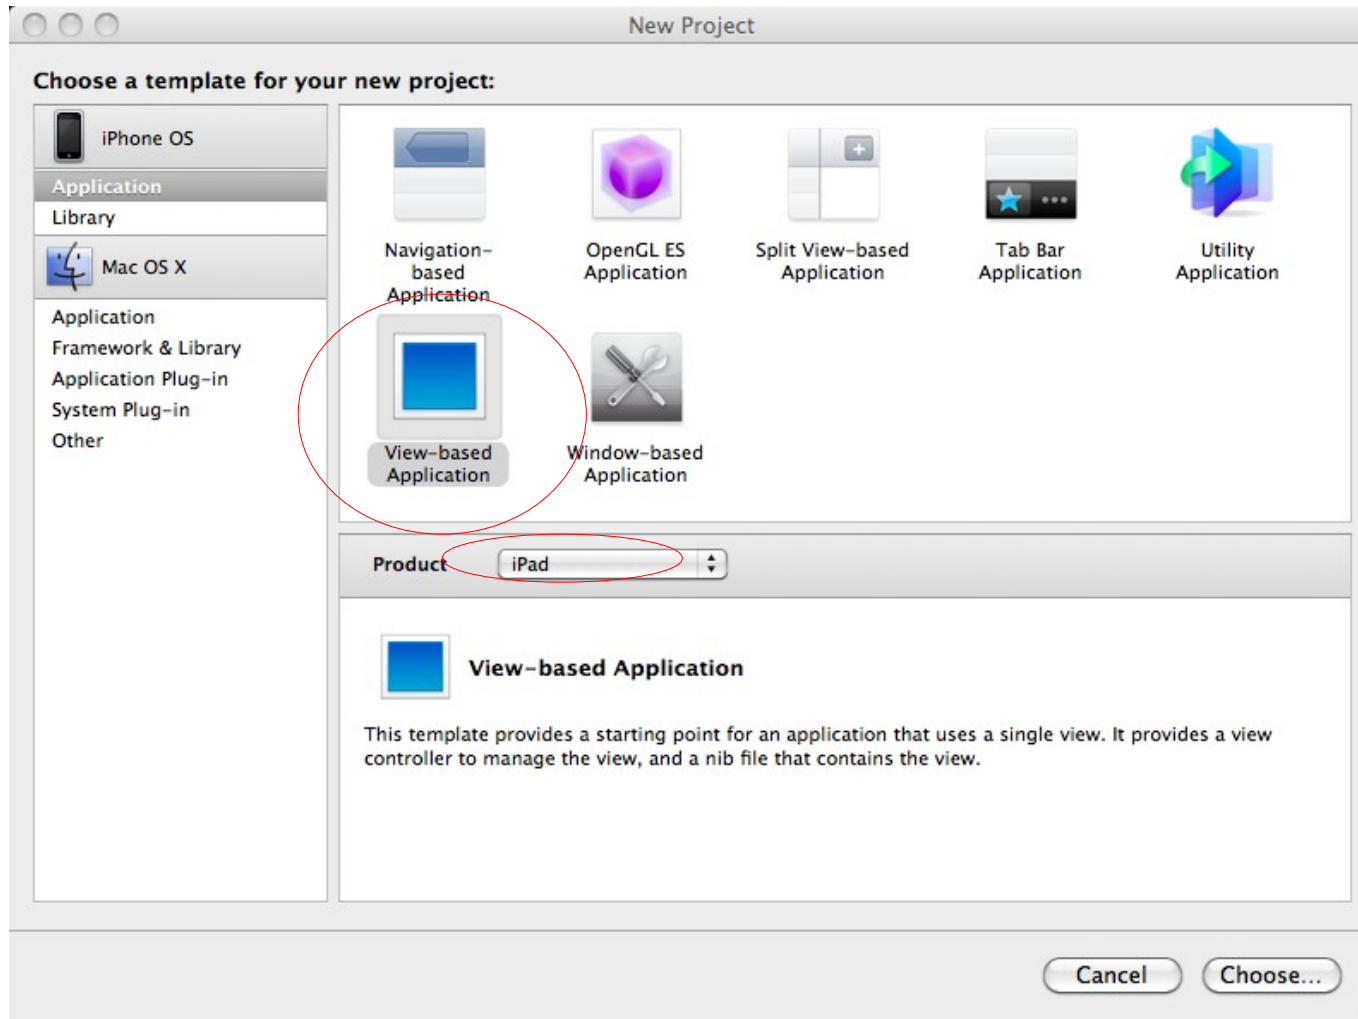 New Project
Choose a template for your new project:
iPhone OS
Application
Library
Mac OS X
Application
Framework & Library
Application Plug-in
System Plug-in
Other
Navigation-
based
Application
OpenGL ES
Application
Split View-based
Application
Tab Bar
Application
Utility
Application
View-based
Application
Window-based
Application
Product
iPad
View-based Application
This template provides a starting point for an application that uses a single view. It provides a view
controller to manage the view, and a nib file that contains the view.
Cancel
Choose...